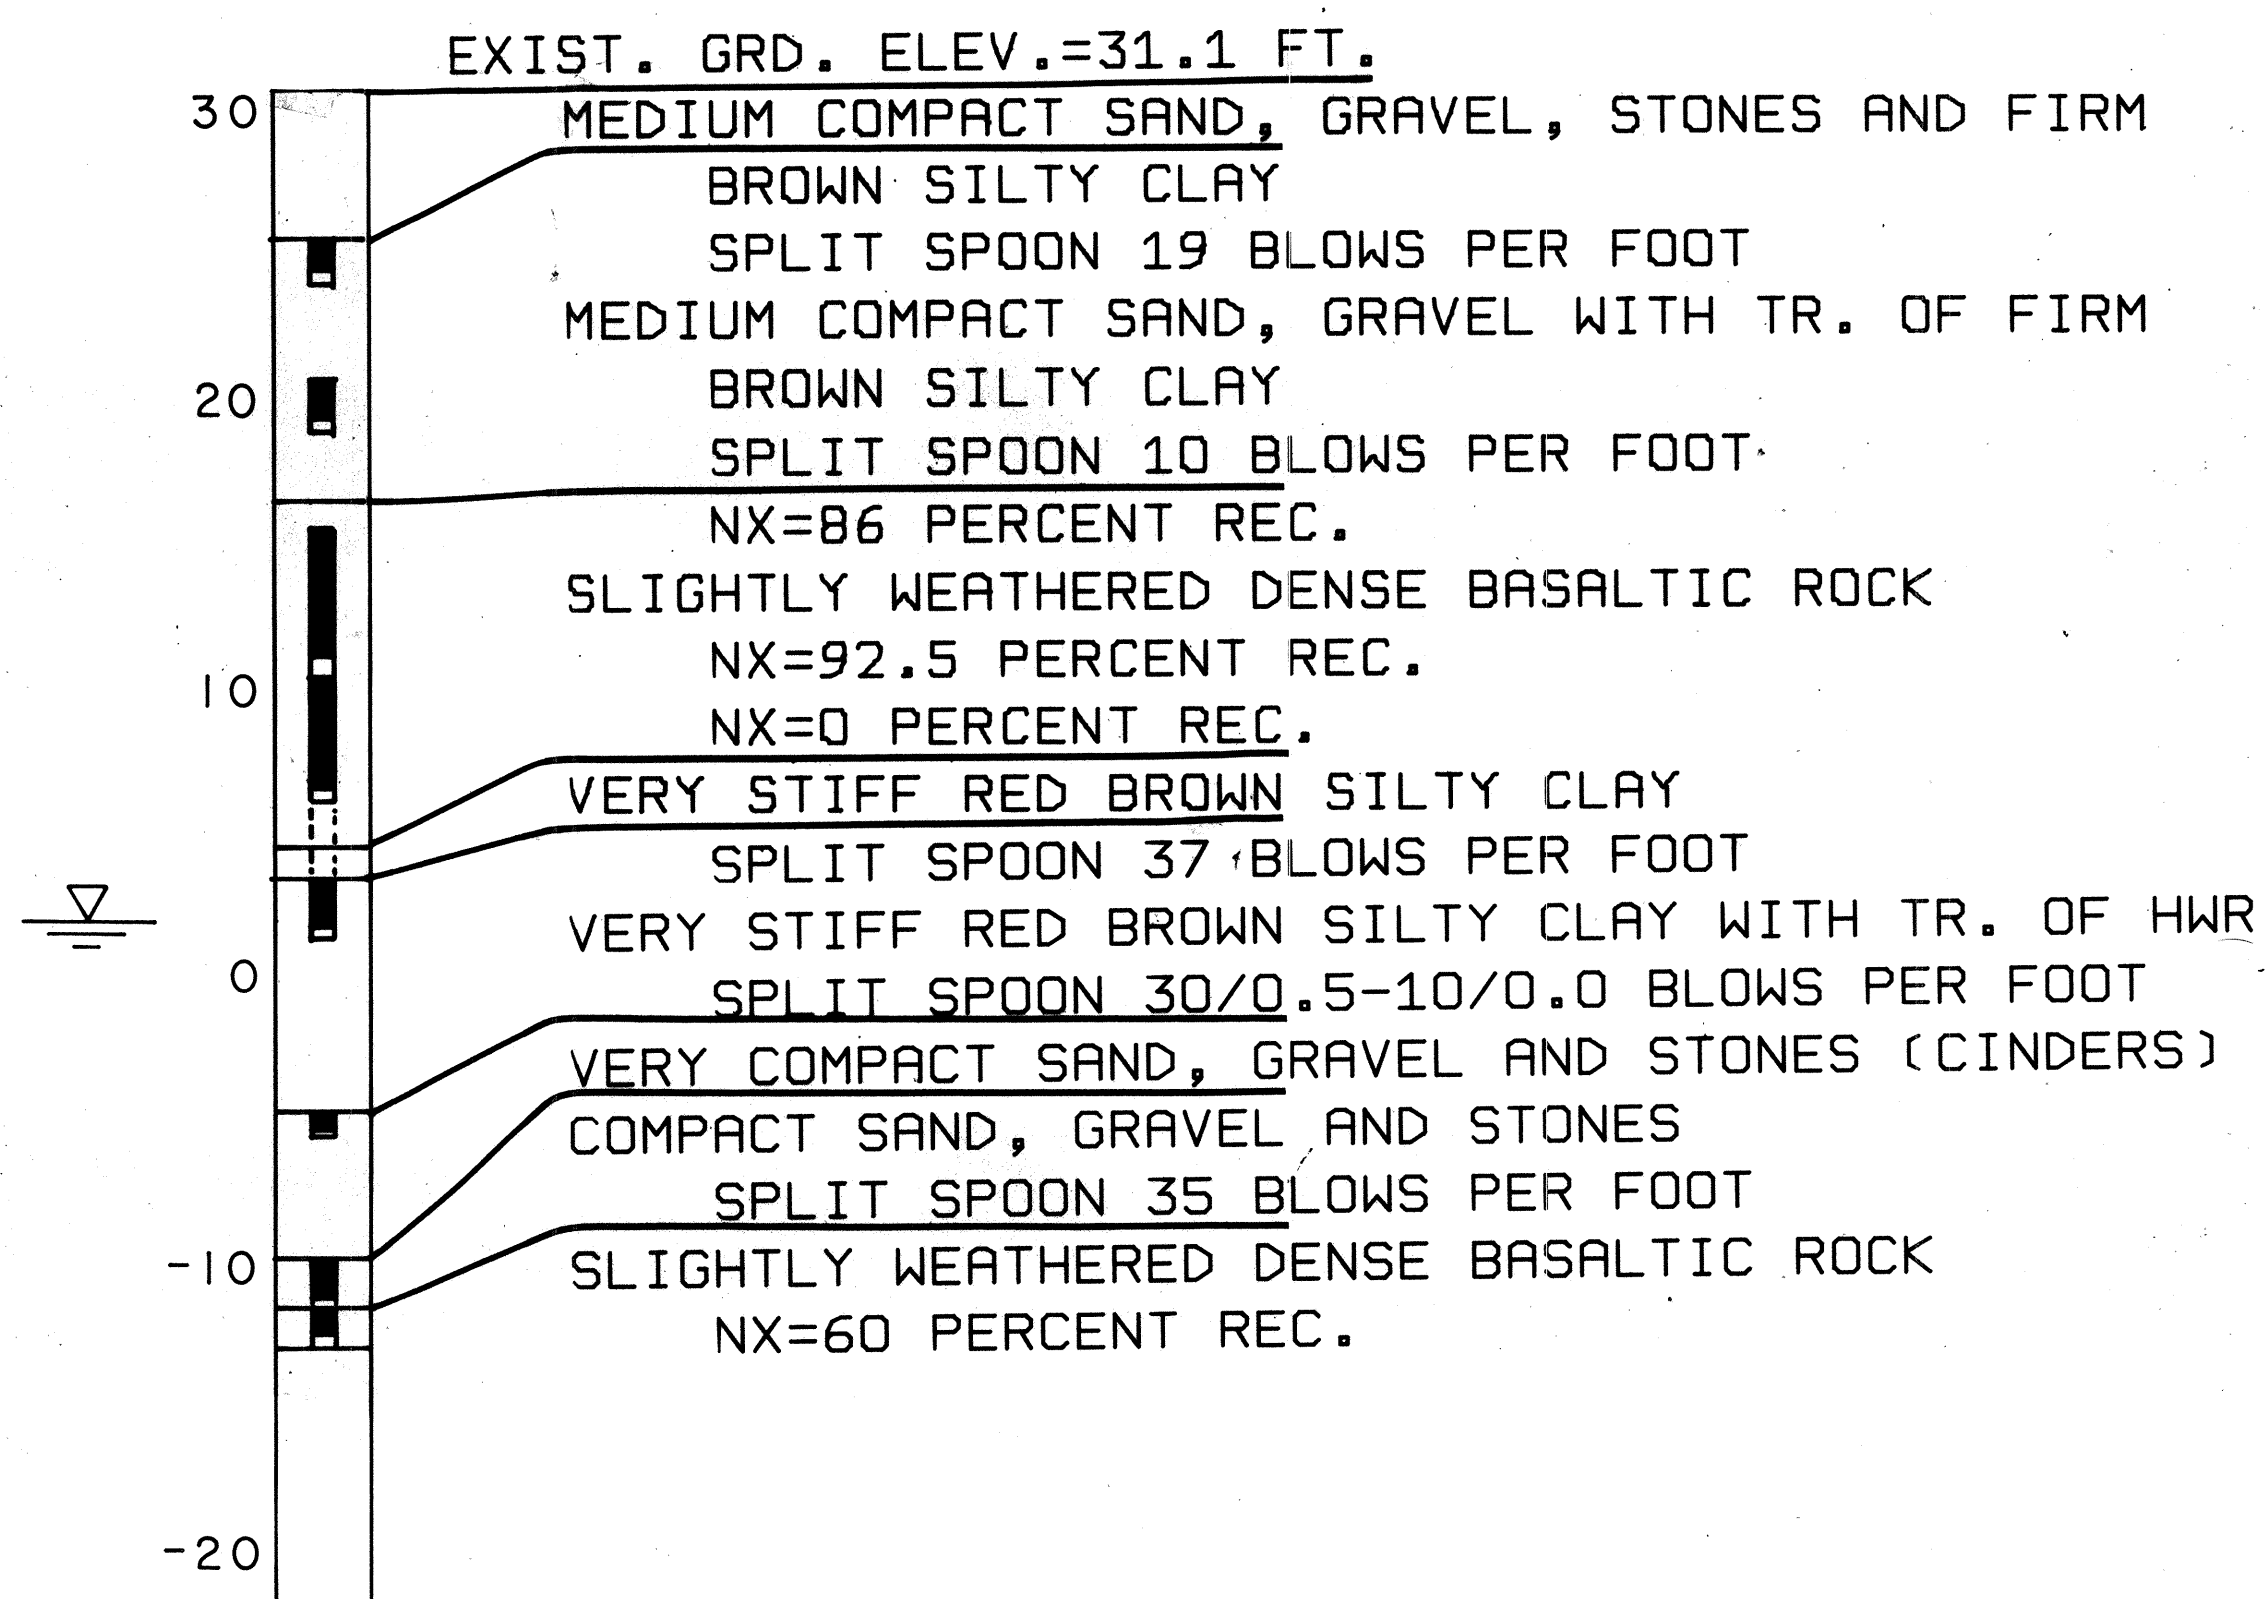 EXIST. GRD. ELEV.=31.1 FT.
30
MEDIUM COMPACT SAND, GRAVEL, STONES AND FIRM
BROWN SILTY CLAY
SPLIT SPOON 19 BLOWS PER FOOT
MEDIUM COMPACT SAND, GRAVEL WITH TR. OF FIRM
BROWN SILTY CLAY
20
SPLIT SPOON 10 BLOWS PER FOOT
NX=86 PERCENT REC.
SLIGHTLY WEATHERED DENSE BASALTIC ROCK
NX=92.5 PERCENT REC.
10
NX=0 PERCENT REC.
VERY STIFF RED BROWN SILTY CLAY
SPLIT SPOON 37 BLOWS PER FOOT
VERY STIFF RED BROWN SILTY CLAY WITH TR. OF HWR
0
SPLIT SPOON 30/0.5-10/0.0 BLOWS PER FOOT
VERY COMPACT SAND, GRAVEL AND STONES (CINDERS)
COMPACT SAND, GRAVEL AND STONES
SPLIT SPOON 35 BLOWS PER FOOT
-10
SLIGHTLY WEATHERED DENSE BASALTIC ROCK
NX=60 PERCENT REC.
-20